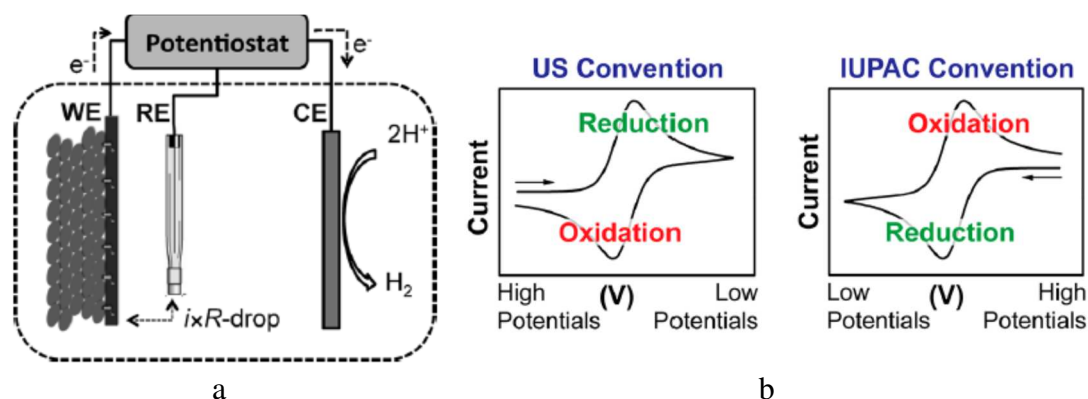 Potentiostat
e-
e-
WE
RE
CE
2H+
H2
i×R-drop
a
US Convention
Current
Reduction
Oxidation
High Potentials
(V)
Low Potentials
IUPAC Convention
Current
Oxidation
Reduction
Low Potentials
(V)
High Potentials
b